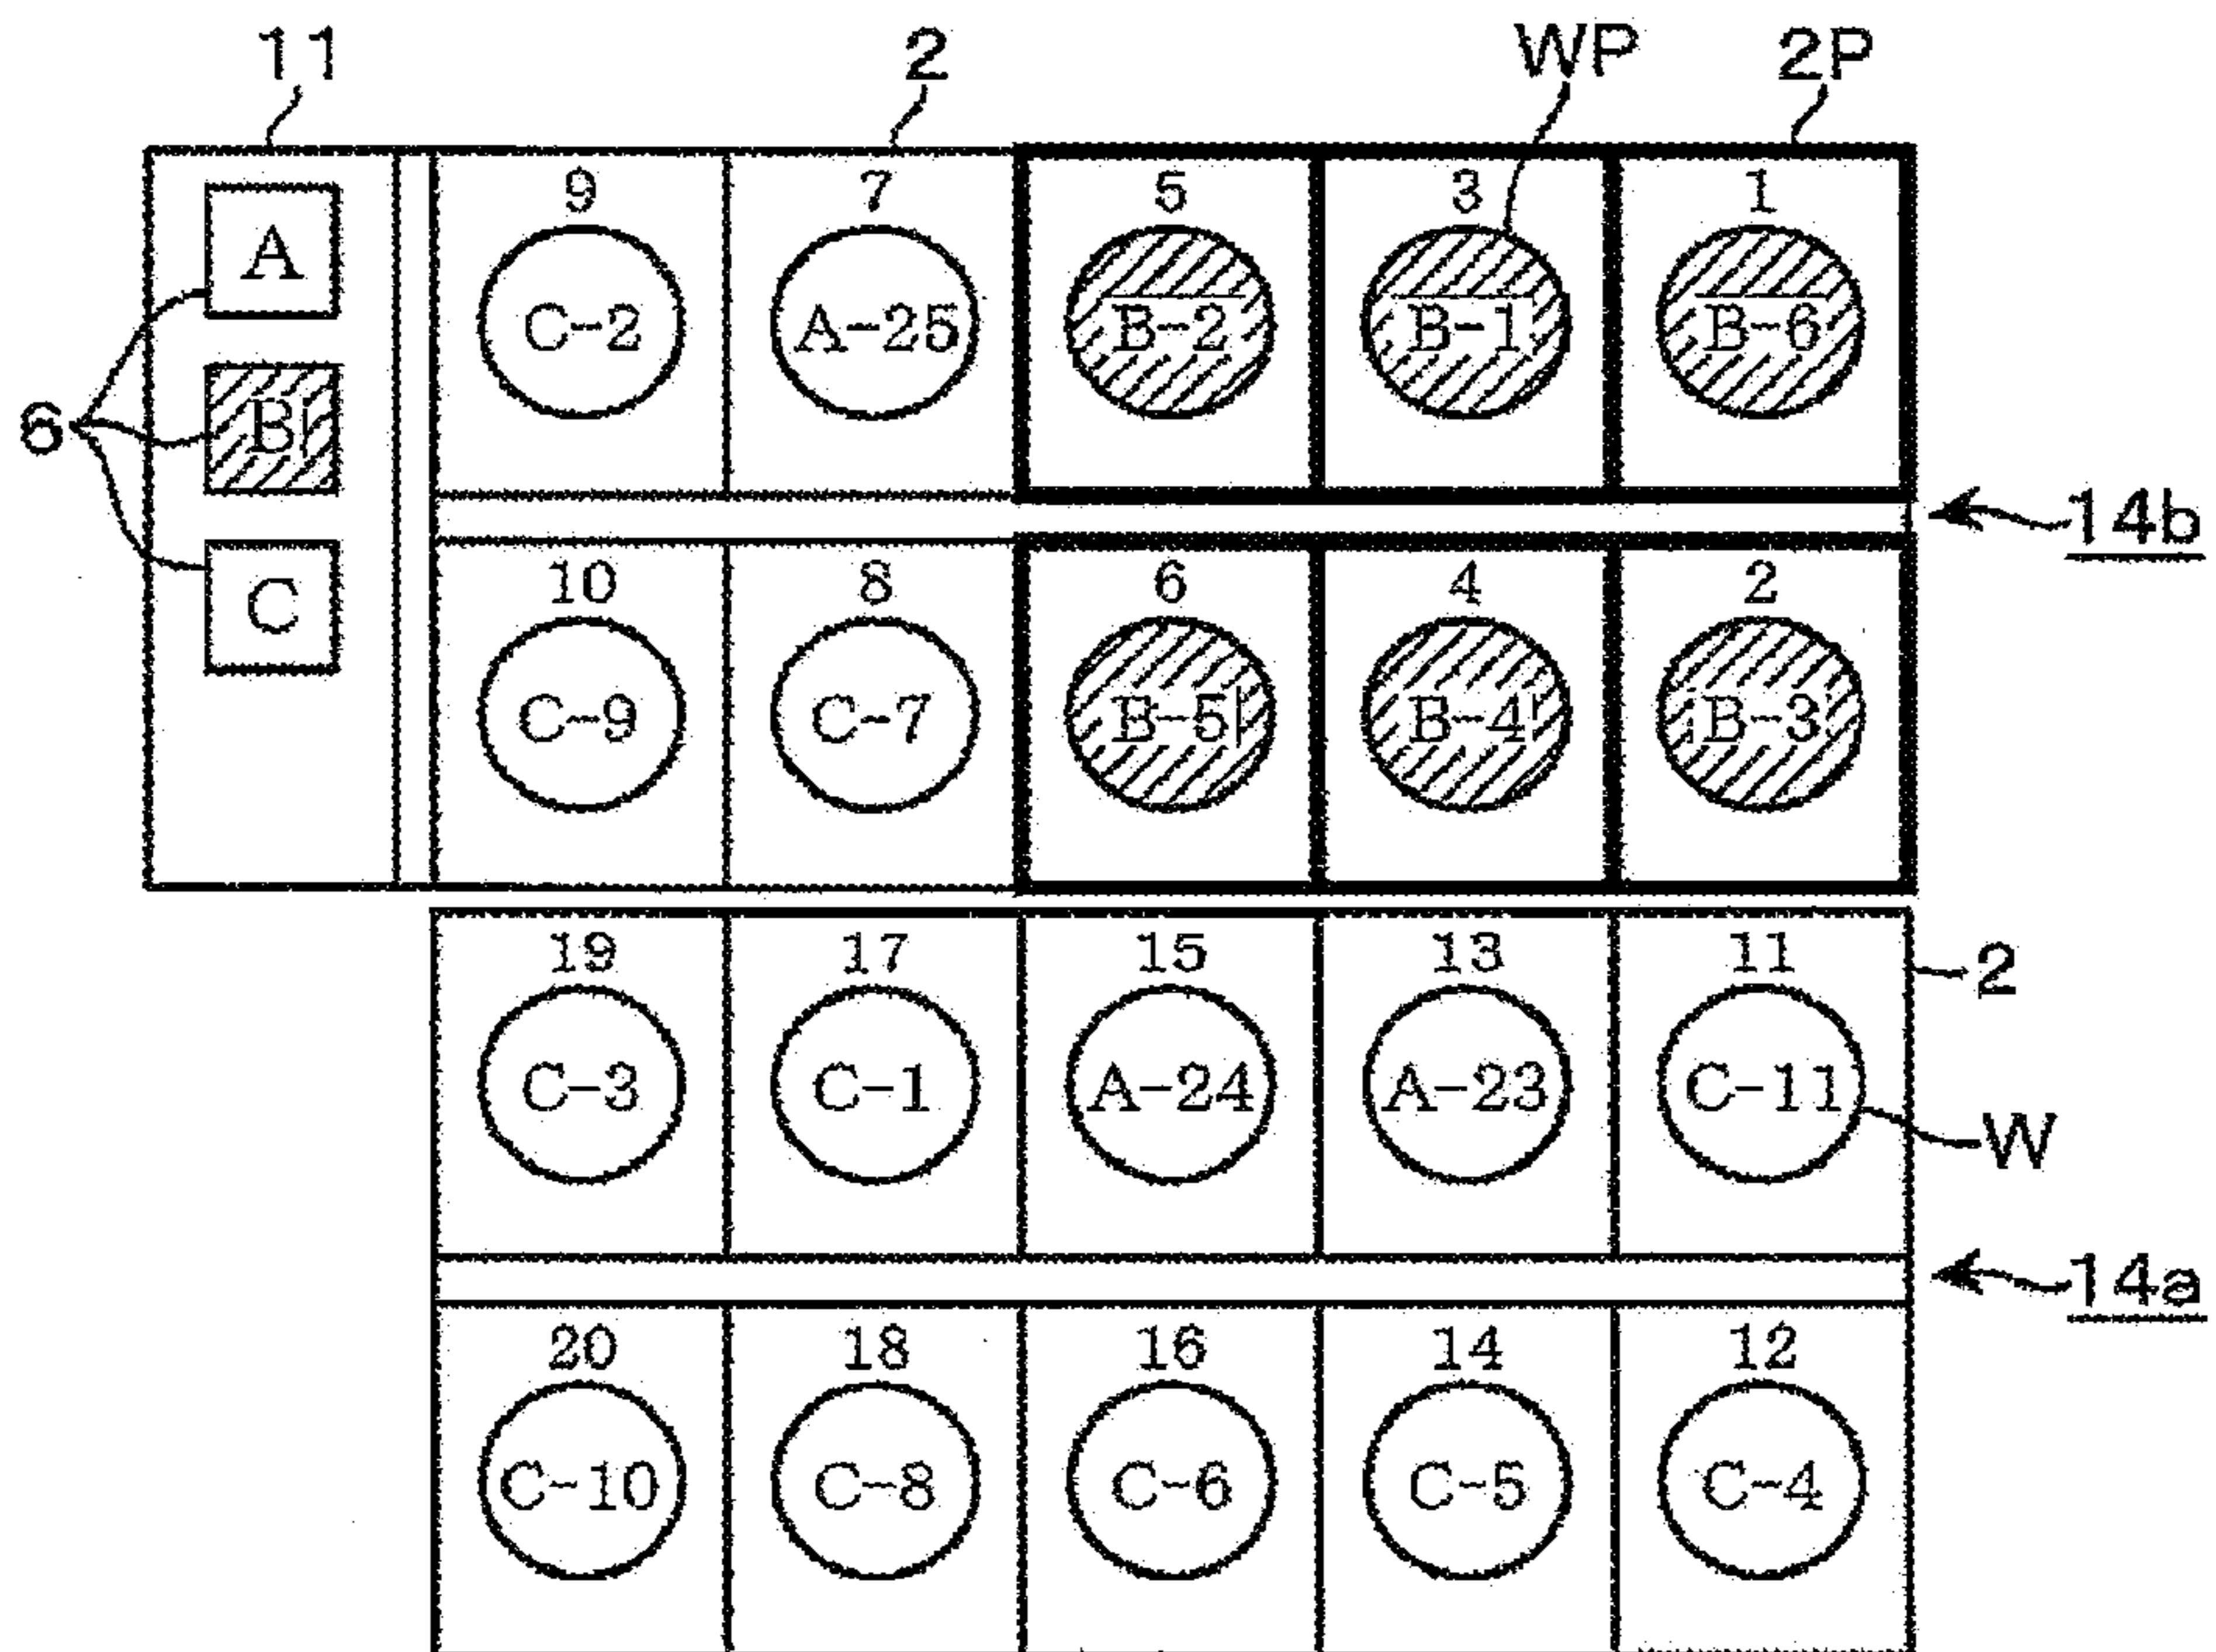 11 2 WP 2P
A 9 7 5 3 1
C-2 A-25 B-2 B-1 B-6
6 B
14b
C 10 8 6 4 2
C-9 C-7 B-5 B-4 B-3
19 17 15 13 11 2
C-3 C-1 A-24 A-23 C-11 W
14a
20 18 16 14 12
C-10 C-8 C-6 C-5 C-4